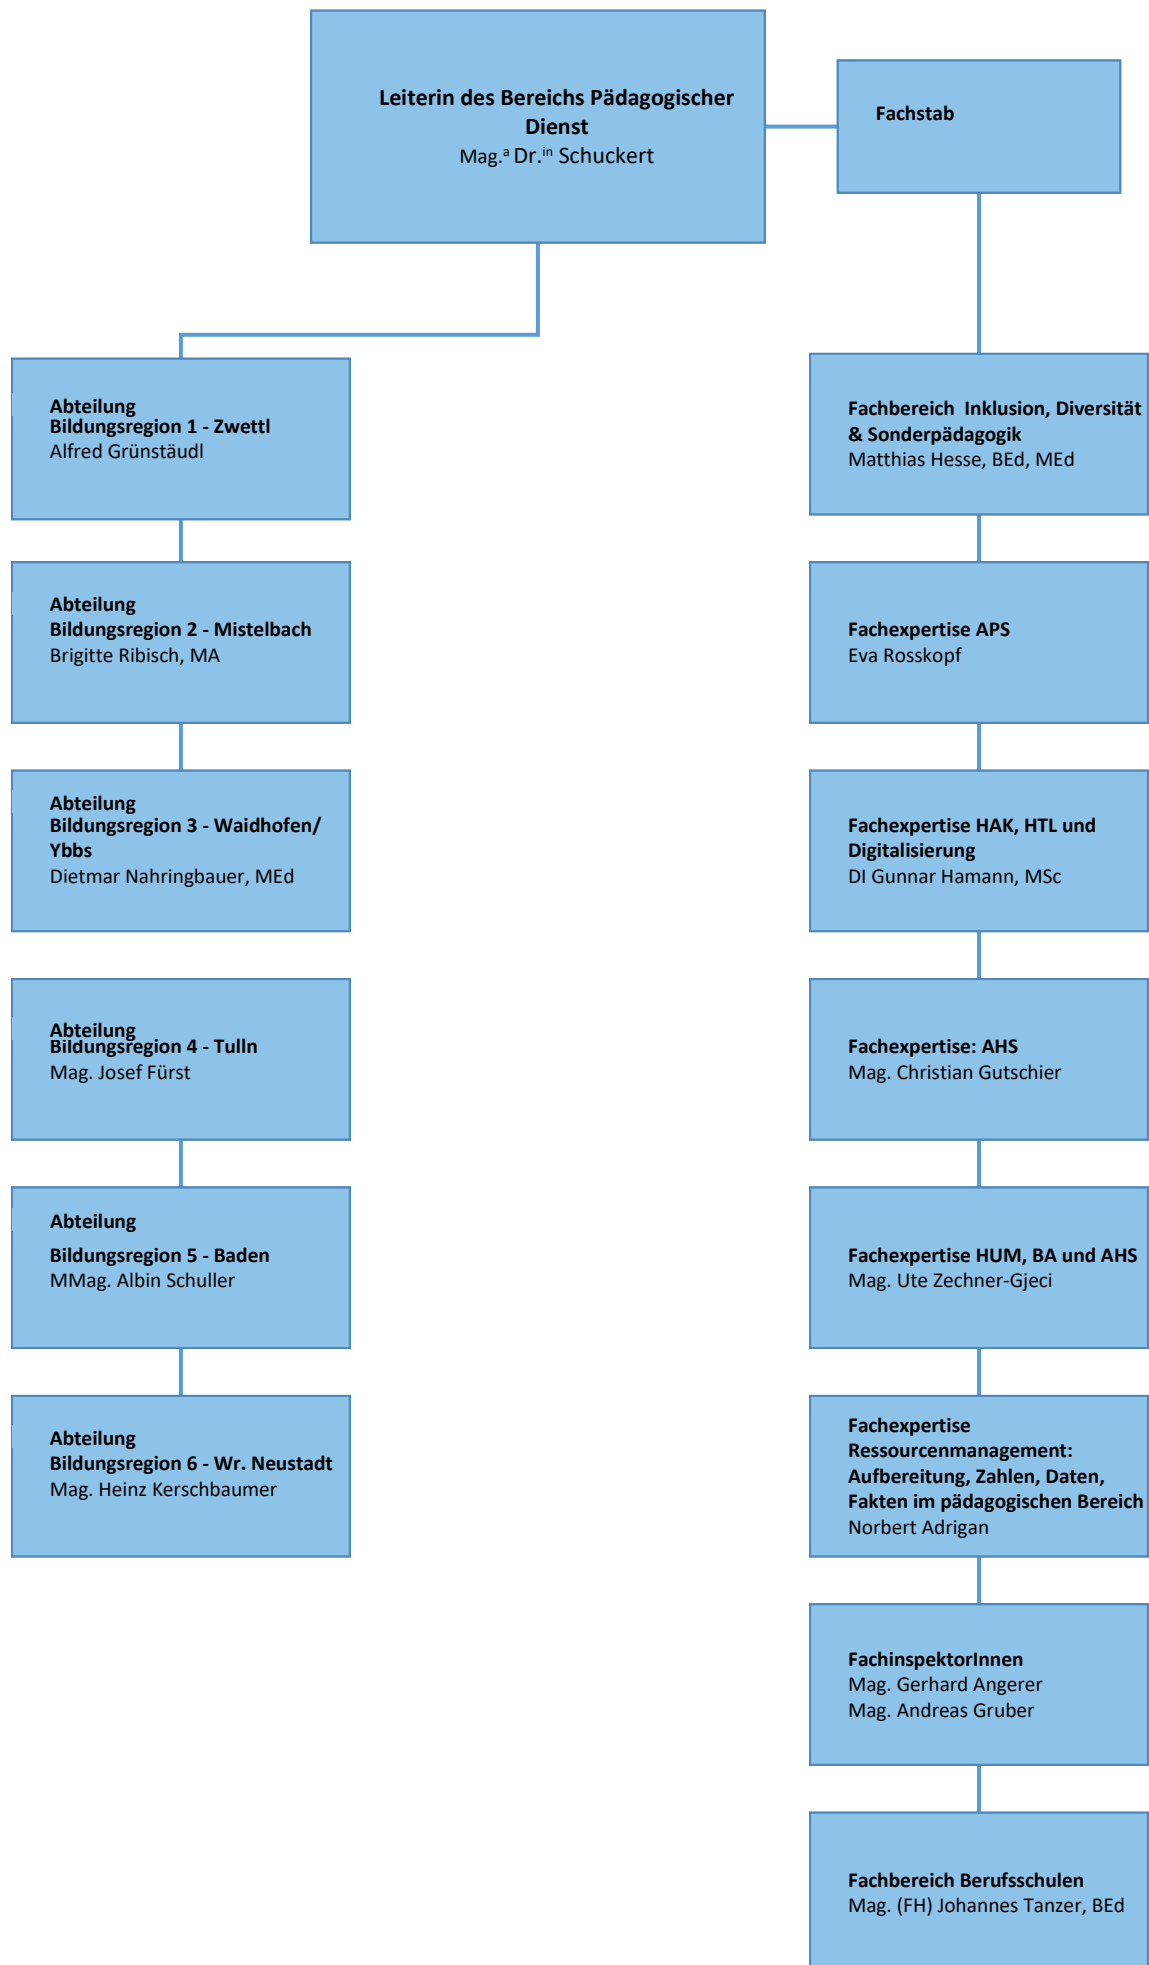 Leiterin des Bereichs Pädagogischer
Dienst
Mag.ª Dr.ⁱⁿ Schuckert
Fachstab
Abteilung
Bildungsregion 1 - Zwettl
Alfred Grünstäudl
Abteilung
Bildungsregion 2 - Mistelbach
Brigitte Ribisch, MA
Abteilung
Bildungsregion 3 - Waidhofen/
Ybbs
Dietmar Nahringbauer, MEd
Abteilung
Bildungsregion 4 - Tulln
Mag. Josef Fürst
Abteilung
Bildungsregion 5 - Baden
MMag. Albin Schuller
Abteilung
Bildungsregion 6 - Wr. Neustadt
Mag. Heinz Kerschbaumer
Fachbereich Inklusion, Diversität
& Sonderpädagogik
Matthias Hesse, BEd, MEd
Fachexpertise APS
Eva Rosskopf
Fachexpertise HAK, HTL und
Digitalisierung
DI Gunnar Hamann, MSc
Fachexpertise: AHS
Mag. Christian Gutschier
Fachexpertise HUM, BA und AHS
Mag. Ute Zechner-Gjeci
Fachexpertise
Ressourcenmanagement:
Aufbereitung, Zahlen, Daten,
Fakten im pädagogischen Bereich
Norbert Adrigan
FachinspektorInnen
Mag. Gerhard Angerer
Mag. Andreas Gruber
Fachbereich Berufsschulen
Mag. (FH) Johannes Tanzer, BEd